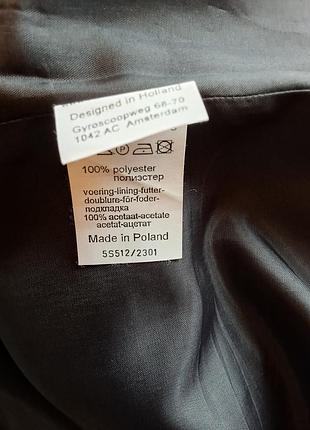 Designed in Holland
Gyroscoopweg 68-70
1042 AC Amsterdam
100% polyester
полиэстер
voering-lining-futter-
doublure-för-foder-
подкладка
100% acetaat-acetate
acetat-ацетат
Made in Poland
5S512/2301